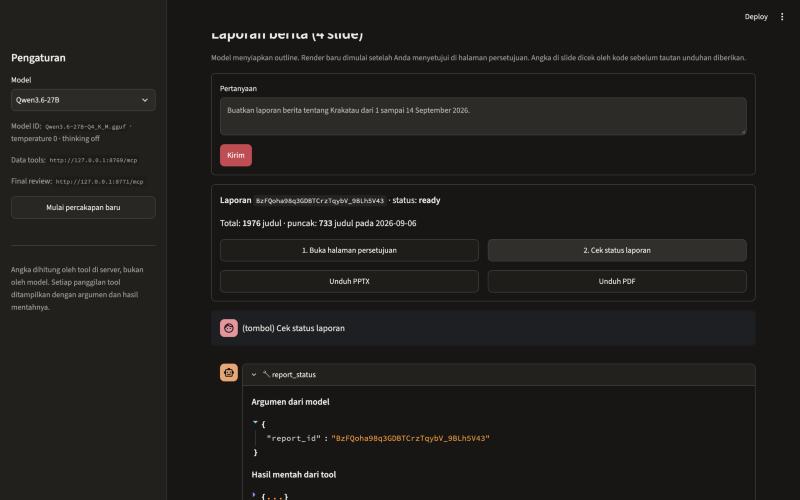 Deploy
Laporan berita (4 slide)
Model menyiapkan outline. Render baru dimulai setelah Anda menyetujui di halaman persetujuan. Angka di slide dicek oleh kode sebelum tautan unduhan diberikan.
Pengaturan
Model
Qwen3.6-27B
Model ID: Qwen3.6-27B-Q4_K_M.gguf ·
temperature 0 · thinking off
Data tools: http://127.0.0.1:8769/mcp
Final review: http://127.0.0.1:8771/mcp
Mulai percakapan baru
Angka dihitung oleh tool di server, bukan
oleh model. Setiap panggilan tool
ditampilkan dengan argumen dan hasil
mentahnya.
Pertanyaan
Buatkan laporan berita tentang Krakatau dari 1 sampai 14 September 2026.
Kirim
Laporan BzFQoha98q3GDBTCrzTqybV_9BLh5V43 · status: ready
Total: 1976 judul · puncak: 733 judul pada 2026-09-06
1. Buka halaman persetujuan
2. Cek status laporan
Unduh PPTX
Unduh PDF
(tombol) Cek status laporan
report_status
Argumen dari model
{
"report_id" : "BzFQoha98q3GDBTCrzTqybV_9BLh5V43"
}
Hasil mentah dari tool
{...}